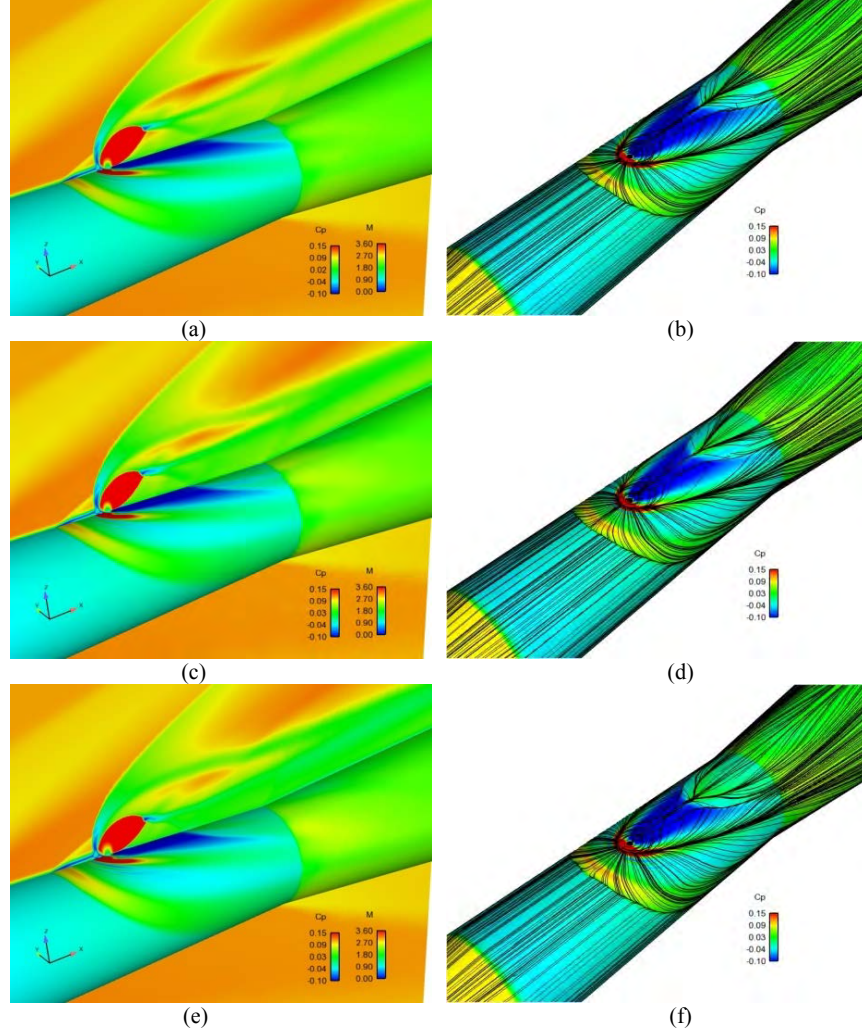 Cp M
0.15 3.60
0.09 2.70
0.02 1.80
-0.04 0.90
-0.10 0.00
z
Y
x
(a)
Cp
0.15
0.09
0.03
-0.04
-0.10
(b)
Cp M
0.15 3.60
0.09 2.70
0.03 1.80
-0.04 0.90
-0.10 0.00
z
Y
x
(c)
Cp
0.15
0.09
0.03
-0.04
-0.10
(d)
Cp M
0.15 3.60
0.09 2.70
0.03 1.80
-0.04 0.90
-0.10 0.00
z
Y
x
(e)
Cp
0.15
0.09
0.03
-0.04
-0.10
(f)